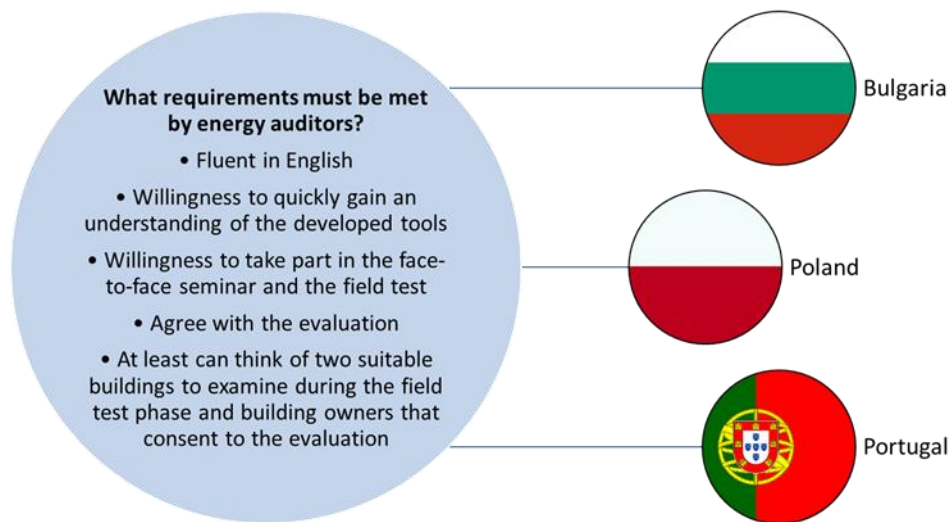 What requirements must be met
by energy auditors?
• Fluent in English
• Willingness to quickly gain an
understanding of the developed tools
• Willingness to take part in the face-
to-face seminar and the field test
• Agree with the evaluation
• At least can think of two suitable
buildings to examine during the field
test phase and building owners that
consent to the evaluation
Bulgaria
Poland
Portugal